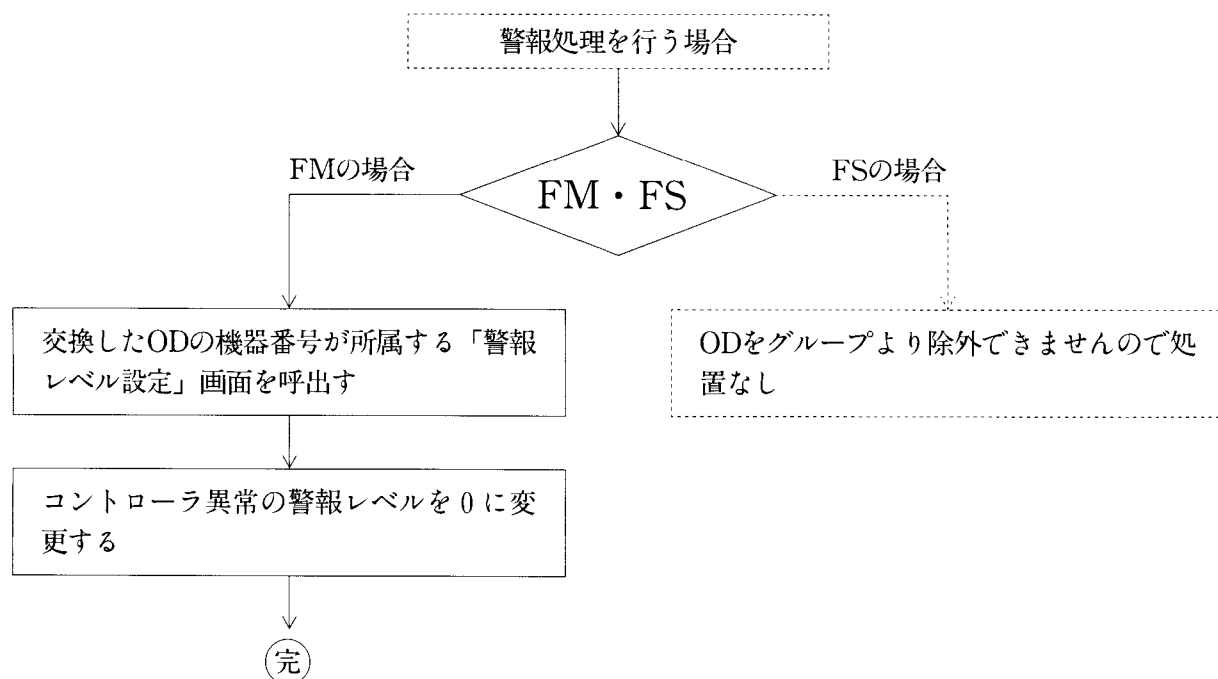 警報処理を行う場合
FMの場合
FM・FS
FSの場合
交換したODの機器番号が所属する「警報
レベル設定」画面を呼出す
ODをグループより除外できませんので処
置なし
コントローラ異常の警報レベルを0に変
更する
完